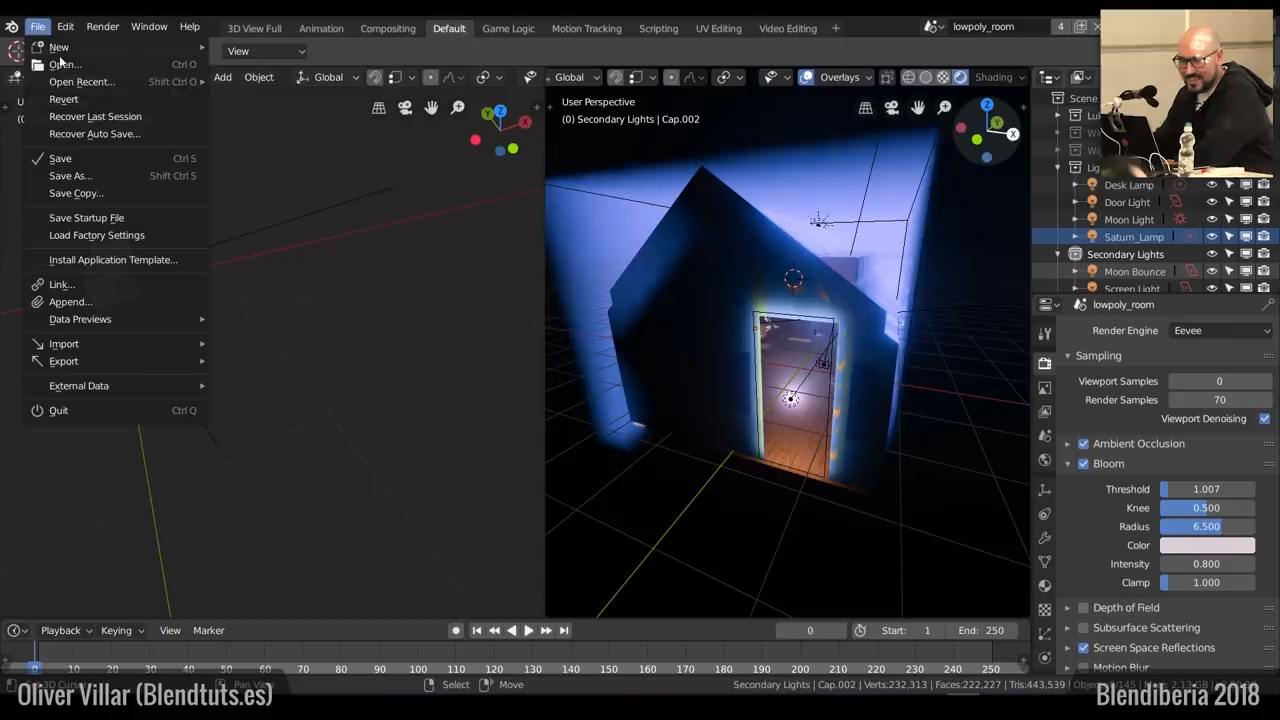 File Edit Render Window Help
3D View Full Animation Compositing Default Game Logic Motion Tracking Scripting UV Editing Video Editing +
lowpoly_room 4
New
Open... Ctrl O
Open Recent... Shift Ctrl O
Revert
Recover Last Session
Recover Auto Save...
Save Ctrl S
Save As... Shift Ctrl S
Save Copy...
Save Startup File
Load Factory Settings
Install Application Template...
Link...
Append...
Data Previews
Import
Export
External Data
Quit Ctrl Q
View
Add Object Global
Global Overlays Shading
User Perspective
(0) Secondary Lights | Cap.002
Z
Y
X
Z
Y
X
Scene
Desk Lamp
Door Light
Moon Light
Saturn_Lamp
Secondary Lights
Moon Bounce
Screen Light
lowpoly_room
Render Engine Eevee
Sampling
Viewport Samples 0
Render Samples 70
Viewport Denoising
Ambient Occlusion
Bloom
Threshold 1.007
Knee 0.500
Radius 6.500
Color
Intensity 0.800
Clamp 1.000
Depth of Field
Subsurface Scattering
Screen Space Reflections
Motion Blur
Playback Keying View Marker
0 Start: 1 End: 250
0 10 20 30 40 50 60 70 80 90 100 110 120 130 140 150 160 170 180 190 200 210 220 230 240 250
Select Move
Secondary Lights | Cap.002 | Verts:232,313 | Faces:222,227 | Tris:443,539
Oliver Villar (Blendtuts.es)
Blendiberia 2018